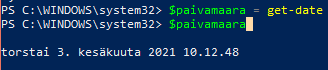 PS C:\WINDOWS\system32> $paivamaara = get-date
PS C:\WINDOWS\system32> $paivamaara
torstai 3. kesäkuuta 2021 10.12.48